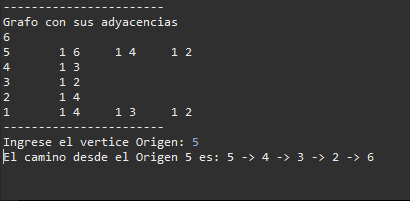 -----------------------
Grafo con sus adyacencias
6
5 1 6 1 4 1 2
4 1 3
3 1 2
2 1 4
1 1 4 1 3 1 2
-----------------------
Ingrese el vertice Origen: 5
El camino desde el Origen 5 es: 5 -> 4 -> 3 -> 2 -> 6